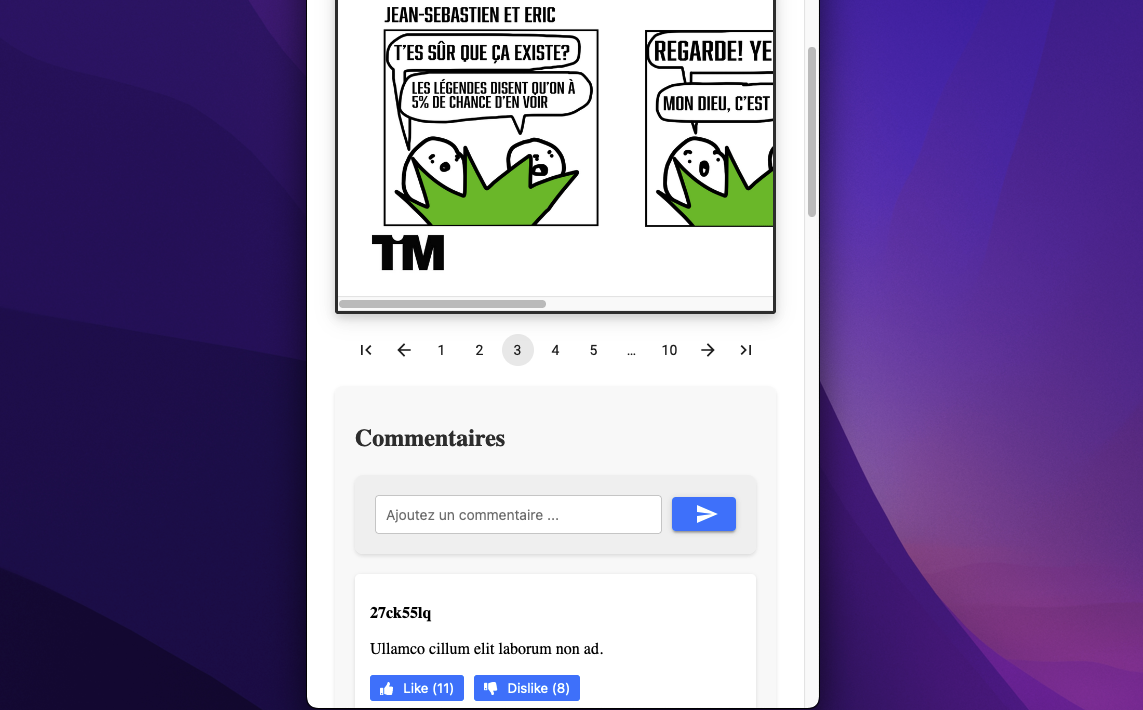 JEAN-SEBASTIEN ET ERIC
T'ES SÛR QUE ÇA EXISTE?
LES LÉGENDES DISENT QU'ON À
5% DE CHANCE D'EN VOIR
REGARDE! YE
MON DIEU, C'EST
TM
1 2 3 4 5 ... 10
Commentaires
Ajoutez un commentaire ...
27ck55lq
Ullamco cillum elit laborum non ad.
Like (11) Dislike (8)